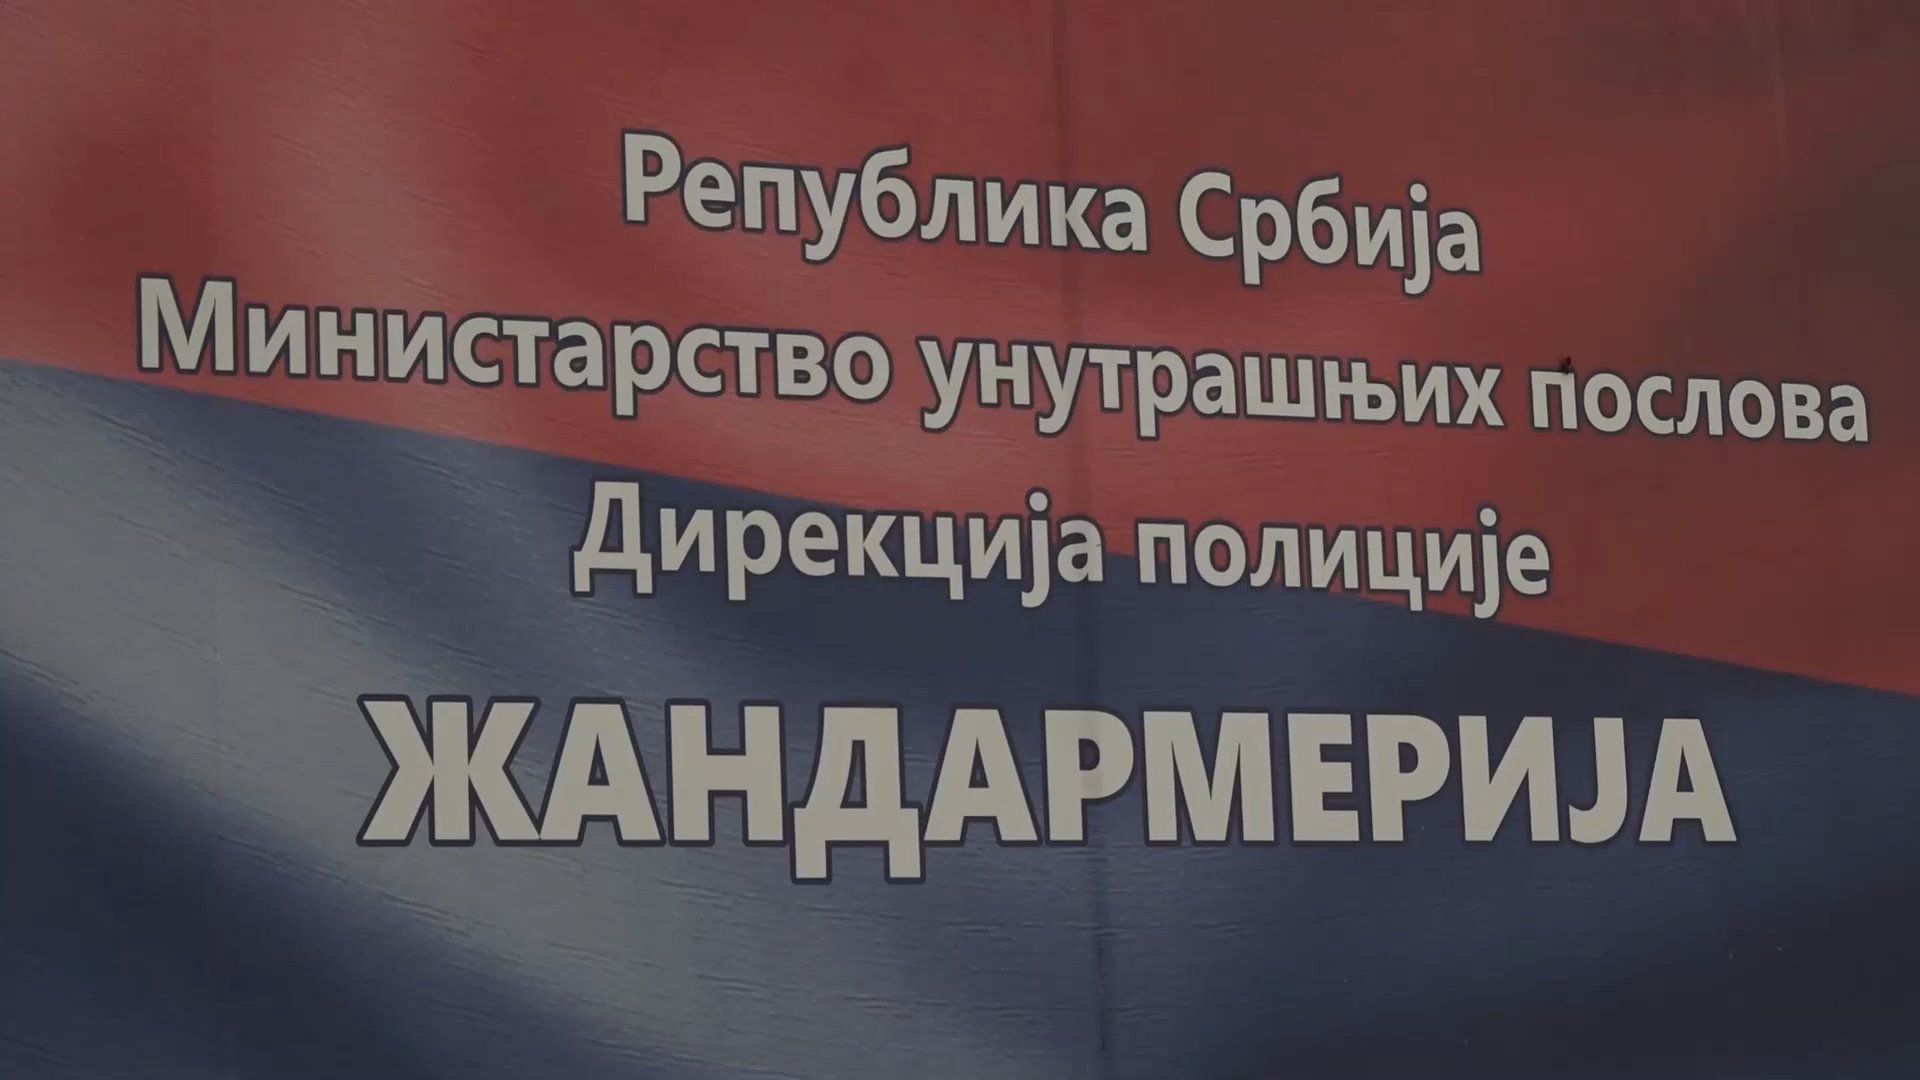 Република Србија
Министарство унутрашњих послова
Дирекција полиције
ЖАНДАРМЕРИЈА